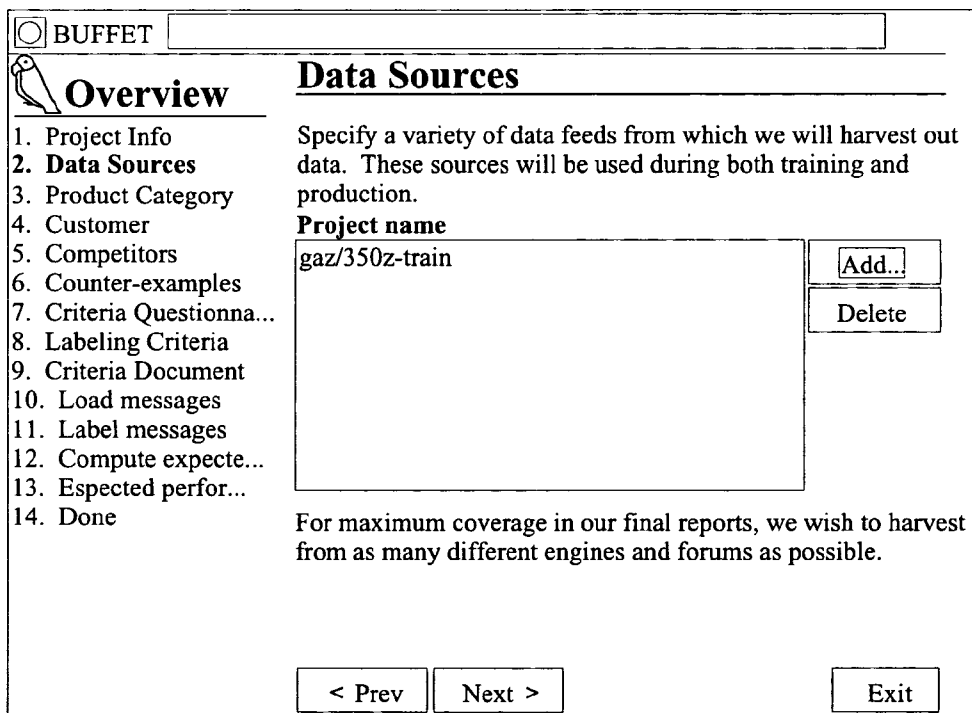 BUFFET
Overview
1. Project Info
2. Data Sources
3. Product Category
4. Customer
5. Competitors
6. Counter-examples
7. Criteria Questionna...
8. Labeling Criteria
9. Criteria Document
10. Load messages
11. Label messages
12. Compute expecte...
13. Espected perfor...
14. Done
Data Sources
Specify a variety of data feeds from which we will harvest out
data. These sources will be used during both training and
production.
Project name
gaz/350z-train
Add...
Delete
For maximum coverage in our final reports, we wish to harvest
from as many different engines and forums as possible.
< Prev
Next >
Exit